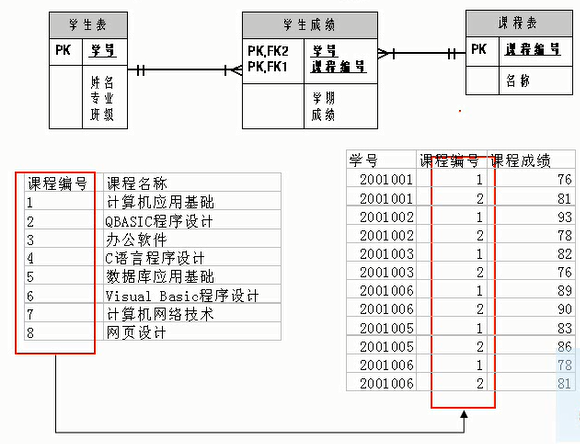 学生表
PK 学号
姓名
专业
班级
学生成绩
PK,FK2 学号
PK,FK1 课程编号
学期
成绩
课程表
PK 课程编号
名称
课程编号 课程名称
1 计算机应用基础
2 QBASIC程序设计
3 办公软件
4 C语言程序设计
5 数据库应用基础
6 Visual Basic程序设计
7 计算机网络技术
8 网页设计
学号 课程编号 课程成绩
2001001 1 76
2001001 2 81
2001002 1 93
2001002 2 78
2001003 1 82
2001003 2 76
2001006 1 89
2001006 2 90
2001005 1 83
2001005 2 86
2001006 1 78
2001006 2 81